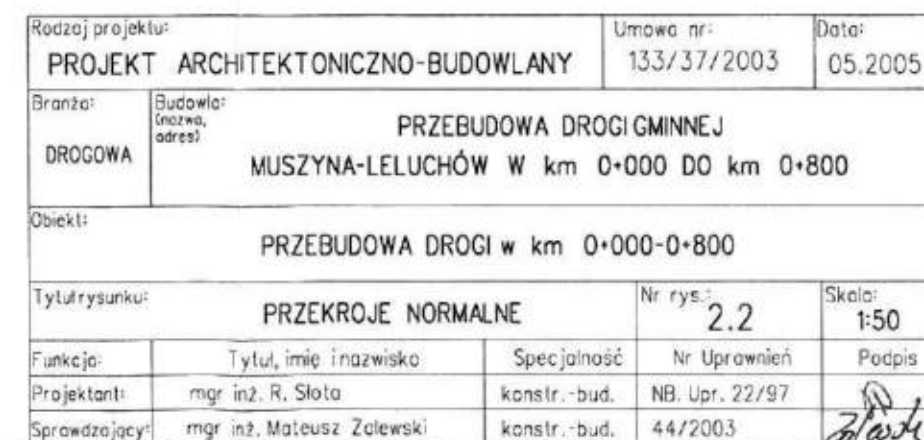 Rodzaj projektu: Umowa nr: Data:
PROJEKT ARCHITEKTONICZNO-BUDOWLANY 133/37/2003 05.2005
Branża: Budowla: (nazwa, adres)
DROGOWA
PRZEBUDOWA DROGI GMINNEJ
MUSZYNA-LELUCHÓW W km 0+000 DO km 0+800
Obiekt:
PRZEBUDOWA DROGI w km 0+000-0+800
Tytuł rysunku: PRZEKROJE NORMALNE Nr rys.: 2.2 Skala: 1:50
Funkcja: Tytuł, imię i nazwisko Specjalność Nr Uprawnień Podpis
Projektant: mgr inż. R. Słota konstr.-bud. NB. Upr. 22/97
Sprawdzający: mgr inż. Mateusz Zalewski konstr.-bud. 44/2003